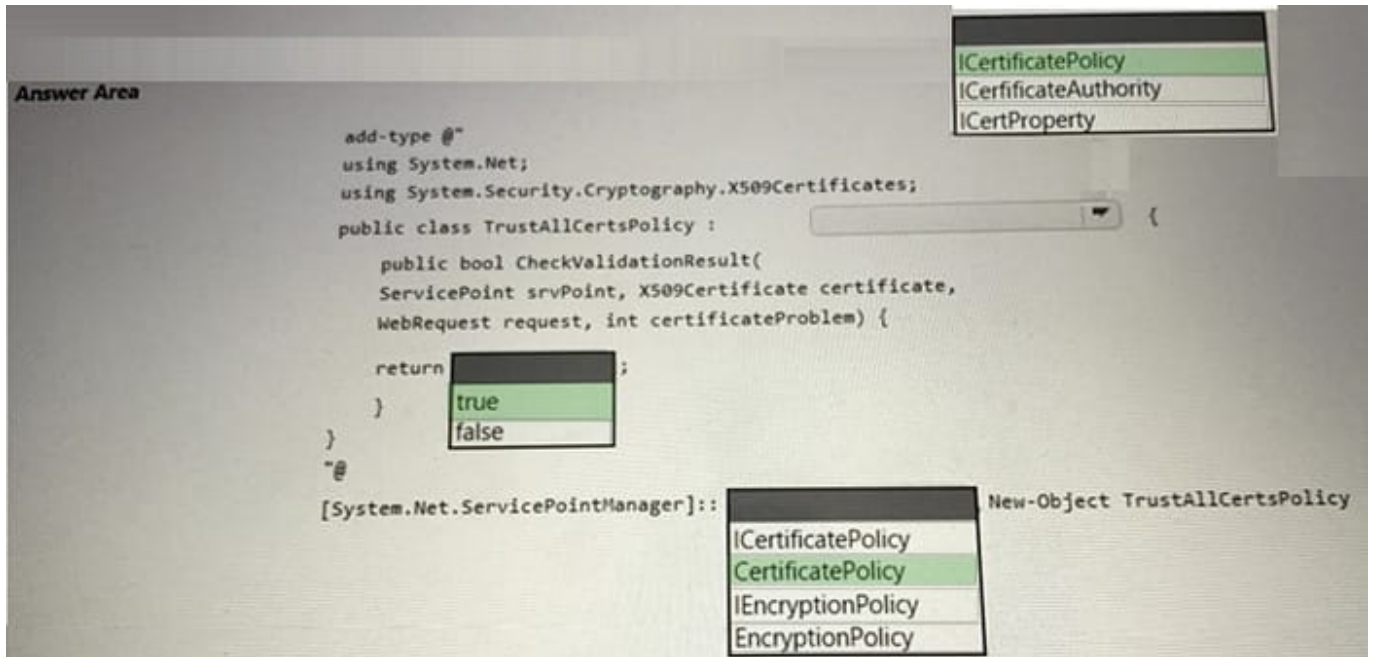 ICertificatePolicy
ICerfificateAuthority
ICertProperty
Answer Area
add-type @"
using System.Net;
using System.Security.Cryptography.X509Certificates;
public class TrustAllCertsPolicy : {
public bool CheckValidationResult(
ServicePoint srvPoint, X509Certificate certificate,
WebRequest request, int certificateProblem) {
return ;
true
}
false
}
"@
[System.Net.ServicePointManager]:: New-Object TrustAllCertsPolicy
ICertificatePolicy
CertificatePolicy
IEncryptionPolicy
EncryptionPolicy